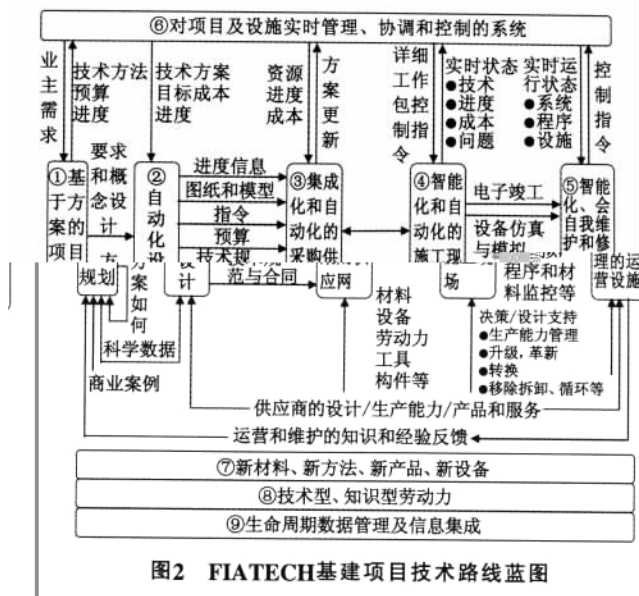 ⑥对项目及设施实时管理、协调和控制的系统
业主需求
技术方法
预算
进度
技术方案
目标成本
进度
资源
进度
成本
方案更新
详细工作包控制指令
实时状态
●技术
●进度
●成本
●问题
实时运
行状态
●系统
●程序
●设施
控制指令
①基
于方
案的
项目
规划
要求
和概
念设
计
方案如何
②
自
动
化
设
计
进度信息
图纸和模型
指令
预算
技术规
范与合同
③集成
化和自
动化的
采购供
应网
④智能
化和自
动化的
施工现
场
电子竣工
设备仿真
与模拟
程序和材
料监控等
⑤智能
化、会
自我维
护和修
理的运
营设施
科学数据
商业案例
材料
设备
劳动力
工具
构件等
决策/设计支持
●生产能力管理
●升级,革新
●转换
●移除拆卸、循环等
供应商的设计/生产能力/产品和服务
运营和维护的知识和经验反馈
⑦新材料、新方法、新产品、新设备
⑧技术型、知识型劳动力
⑨生命周期数据管理及信息集成
图2 FIATECH基建项目技术路线蓝图